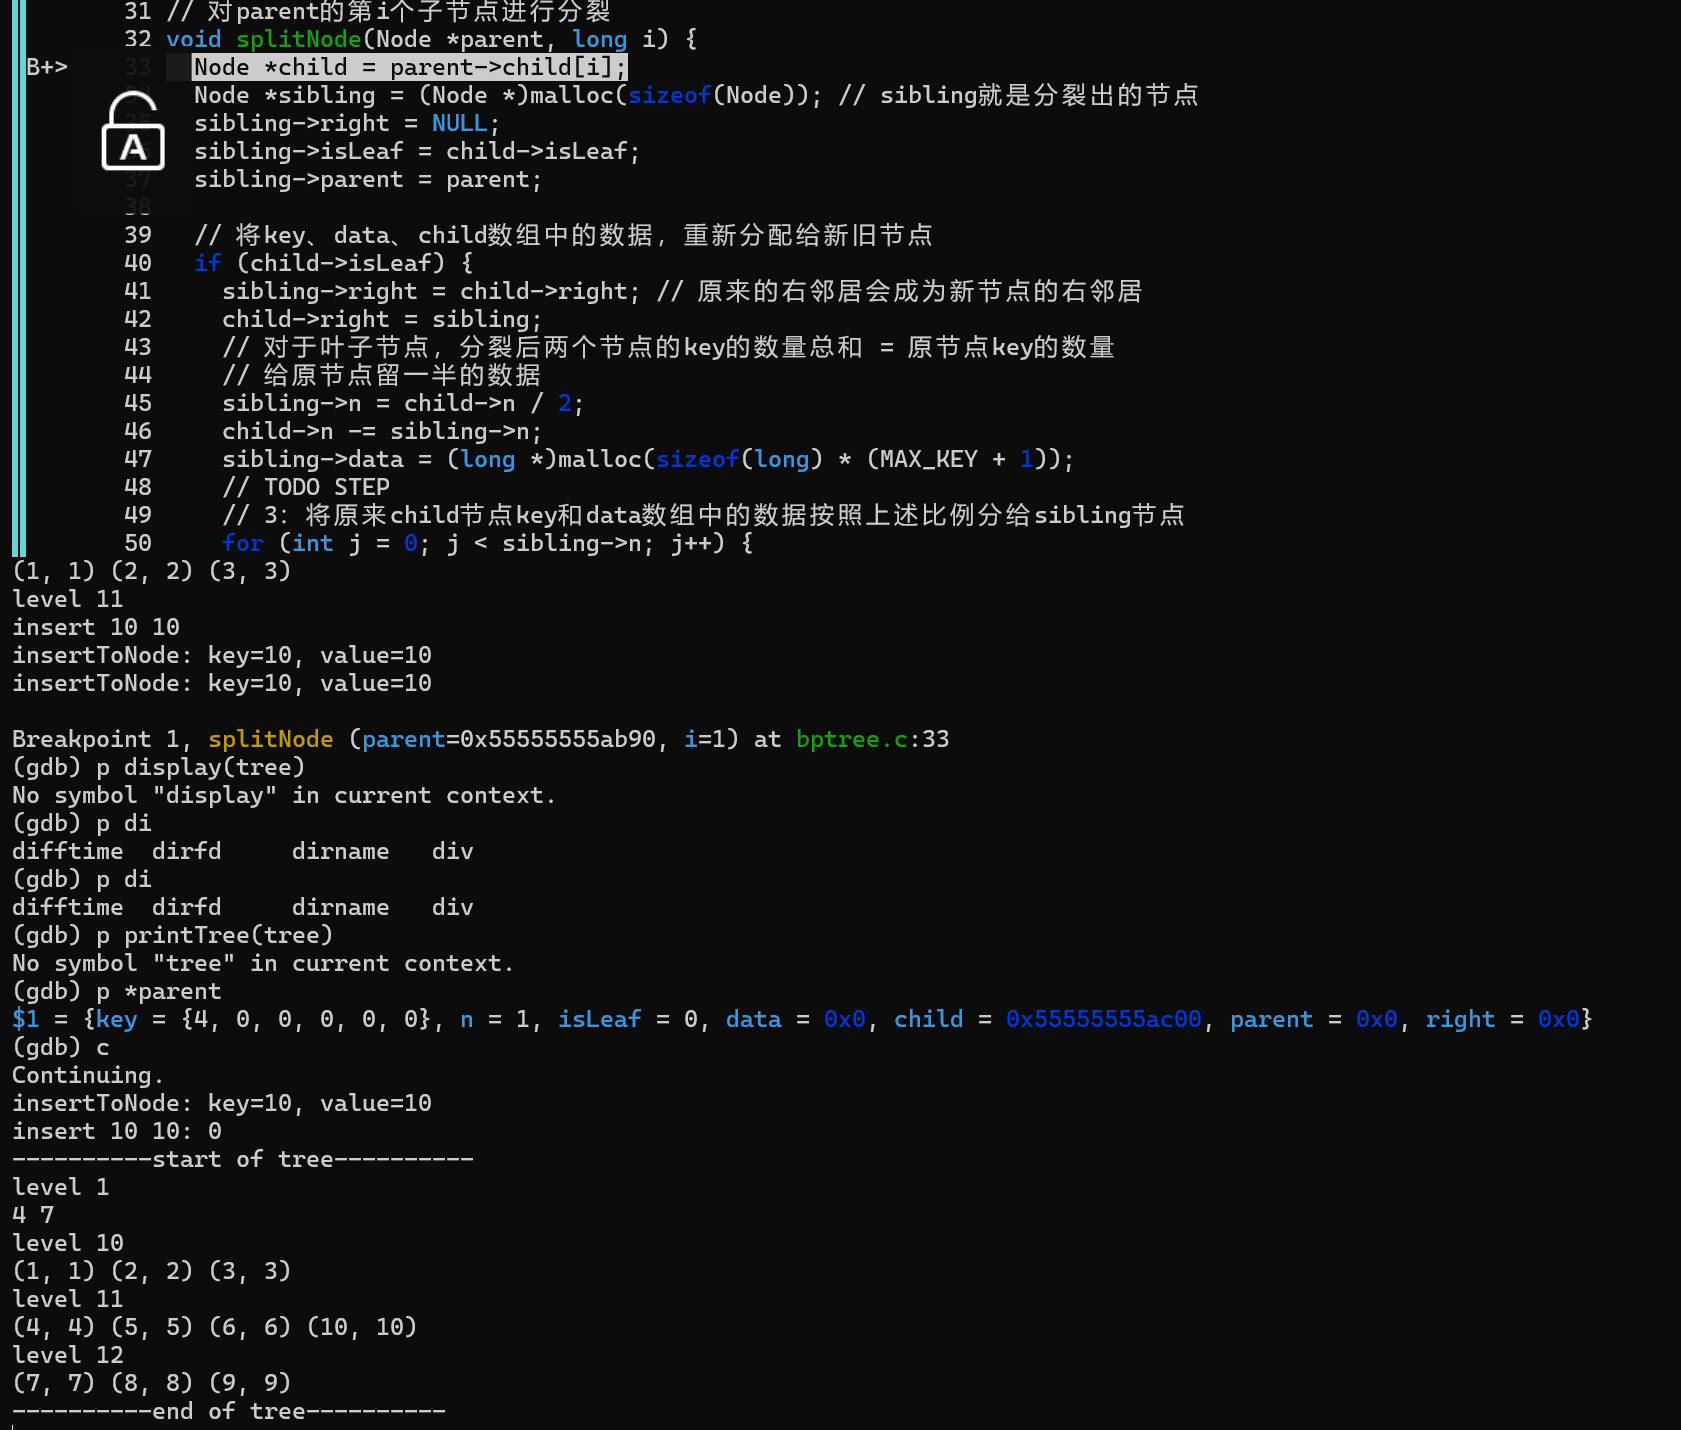 31 // 对parent的第i个子节点进行分裂
32 void splitNode(Node *parent, long i) {
B+> 33 Node *child = parent->child[i];
Node *sibling = (Node *)malloc(sizeof(Node)); // sibling就是分裂出的节点
sibling->right = NULL;
A sibling->isLeaf = child->isLeaf;
37 sibling->parent = parent;
38
39 // 将key、data、child数组中的数据，重新分配给新旧节点
40 if (child->isLeaf) {
41 sibling->right = child->right; // 原来的右邻居会成为新节点的右邻居
42 child->right = sibling;
43 // 对于叶子节点，分裂后两个节点的key的数量总和 = 原节点key的数量
44 // 给原节点留一半的数据
45 sibling->n = child->n / 2;
46 child->n -= sibling->n;
47 sibling->data = (long *)malloc(sizeof(long) * (MAX_KEY + 1));
48 // TODO STEP
49 // 3: 将原来child节点key和data数组中的数据按照上述比例分给sibling节点
50 for (int j = 0; j < sibling->n; j++) {
(1, 1) (2, 2) (3, 3)
level 11
insert 10 10
insertToNode: key=10, value=10
insertToNode: key=10, value=10
Breakpoint 1, splitNode (parent=0x55555555ab90, i=1) at bptree.c:33
(gdb) p display(tree)
No symbol "display" in current context.
(gdb) p di
difftime dirfd dirname div
(gdb) p di
difftime dirfd dirname div
(gdb) p printTree(tree)
No symbol "tree" in current context.
(gdb) p *parent
$1 = {key = {4, 0, 0, 0, 0, 0}, n = 1, isLeaf = 0, data = 0x0, child = 0x55555555ac00, parent = 0x0, right = 0x0}
(gdb) c
Continuing.
insertToNode: key=10, value=10
insert 10 10: 0
----------start of tree----------
level 1
4 7
level 10
(1, 1) (2, 2) (3, 3)
level 11
(4, 4) (5, 5) (6, 6) (10, 10)
level 12
(7, 7) (8, 8) (9, 9)
----------end of tree----------